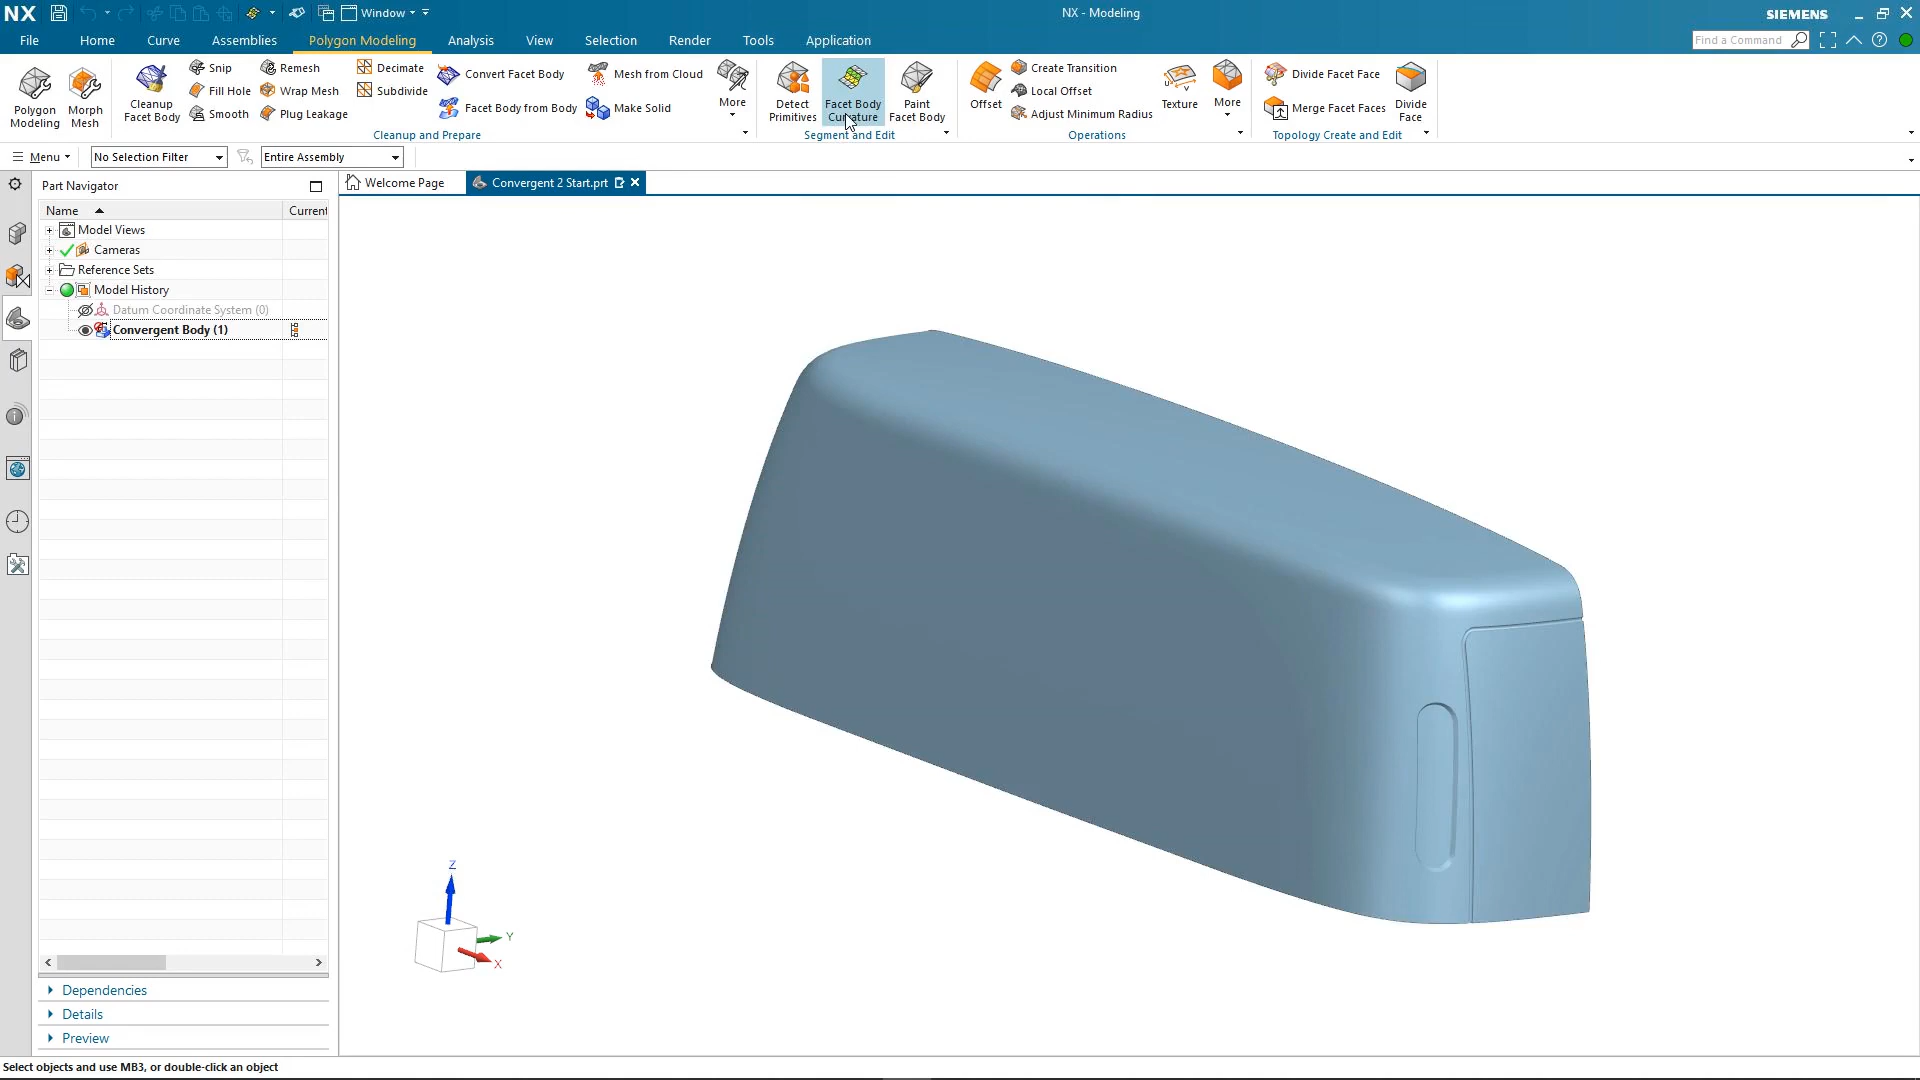 NX
Window
NX - Modeling
SIEMENS
File
Home
Curve
Assemblies
Polygon Modeling
Analysis
View
Selection
Render
Tools
Application
Find a Command
Polygon
Modeling
Morph
Mesh
Cleanup
Facet Body
Snip
Fill Hole
Smooth
Remesh
Wrap Mesh
Plug Leakage
Decimate
Subdivide
Convert Facet Body
Facet Body from Body
Mesh from Cloud
Make Solid
More
Cleanup and Prepare
Detect
Primitives
Facet Body
Curvature
Paint
Facet Body
Segment and Edit
Offset
Create Transition
Local Offset
Adjust Minimum Radius
Texture
More
Operations
Divide Facet Face
Merge Facet Faces
Divide
Face
Topology Create and Edit
Menu
No Selection Filter
Entire Assembly
Part Navigator
Welcome Page
Convergent 2 Start.prt
Name
Current
Model Views
Cameras
Reference Sets
Model History
Datum Coordinate System (0)
Convergent Body (1)
Z
Y
X
Dependencies
Details
Preview
Select objects and use MB3, or double-click an object